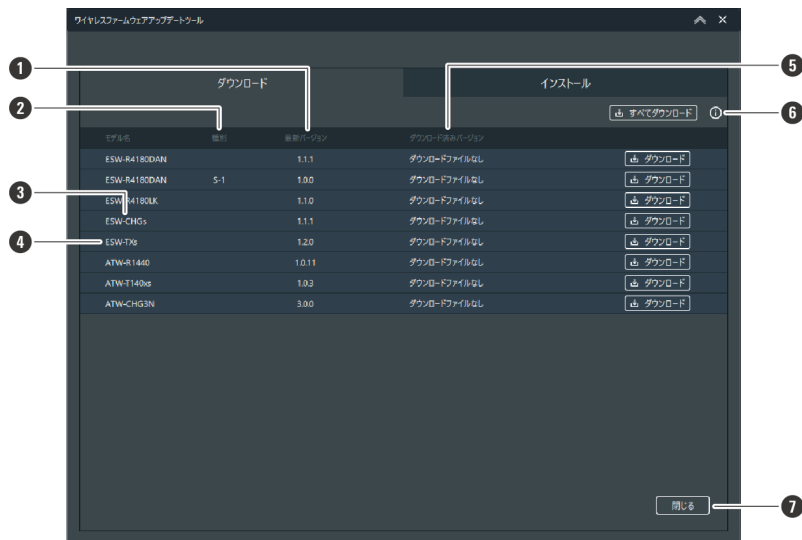 ワイヤレスファームウェアアップデートツール
1
5
ダウンロード インストール
2
すべてダウンロード
6
モデル名 種別 最新バージョン ダウンロード済みバージョン
ESW-R4180DAN 1.1.1 ダウンロードファイルなし ダウンロード
ESW-R4180DAN S-1 1.0.0 ダウンロードファイルなし ダウンロード
3
ESW-R4180LK 1.1.0 ダウンロードファイルなし ダウンロード
ESW-CHGs 1.1.1 ダウンロードファイルなし ダウンロード
4
ESW-TXs 1.2.0 ダウンロードファイルなし ダウンロード
ATW-R1440 1.0.11 ダウンロードファイルなし ダウンロード
ATW-T140xs 1.0.3 ダウンロードファイルなし ダウンロード
ATW-CHG3N 3.0.0 ダウンロードファイルなし ダウンロード
閉じる
7